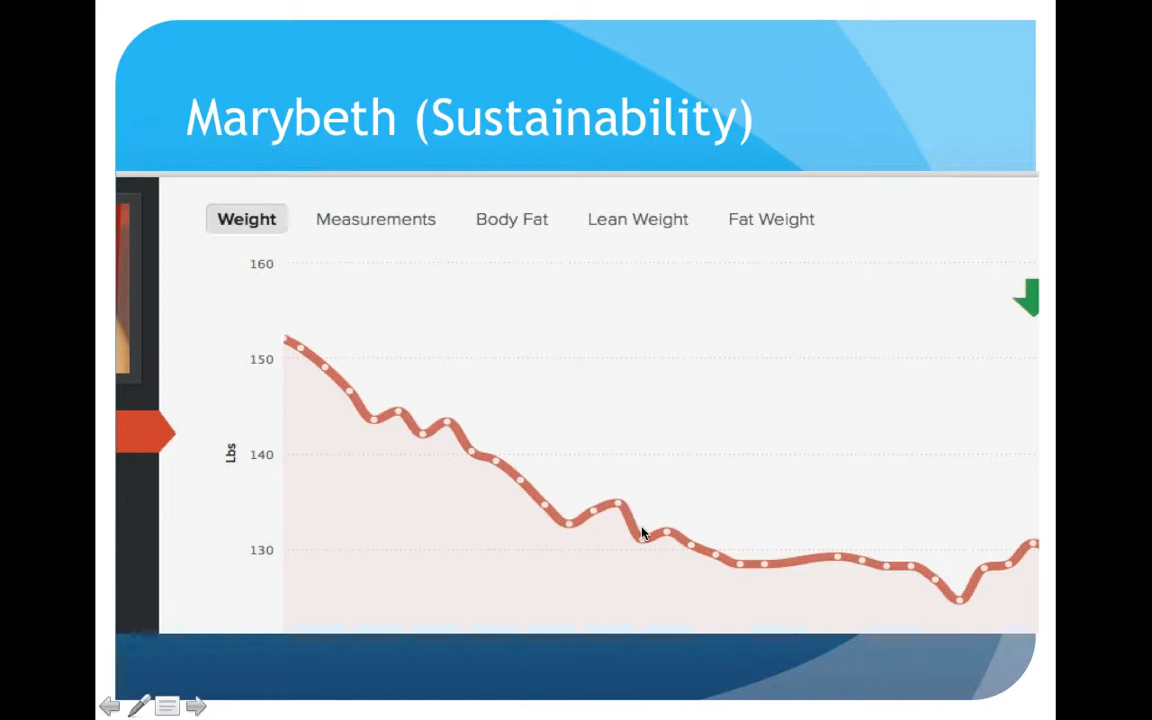 Marybeth (Sustainability)
Weight Measurements Body Fat Lean Weight Fat Weight
160
150
Lbs
140
130